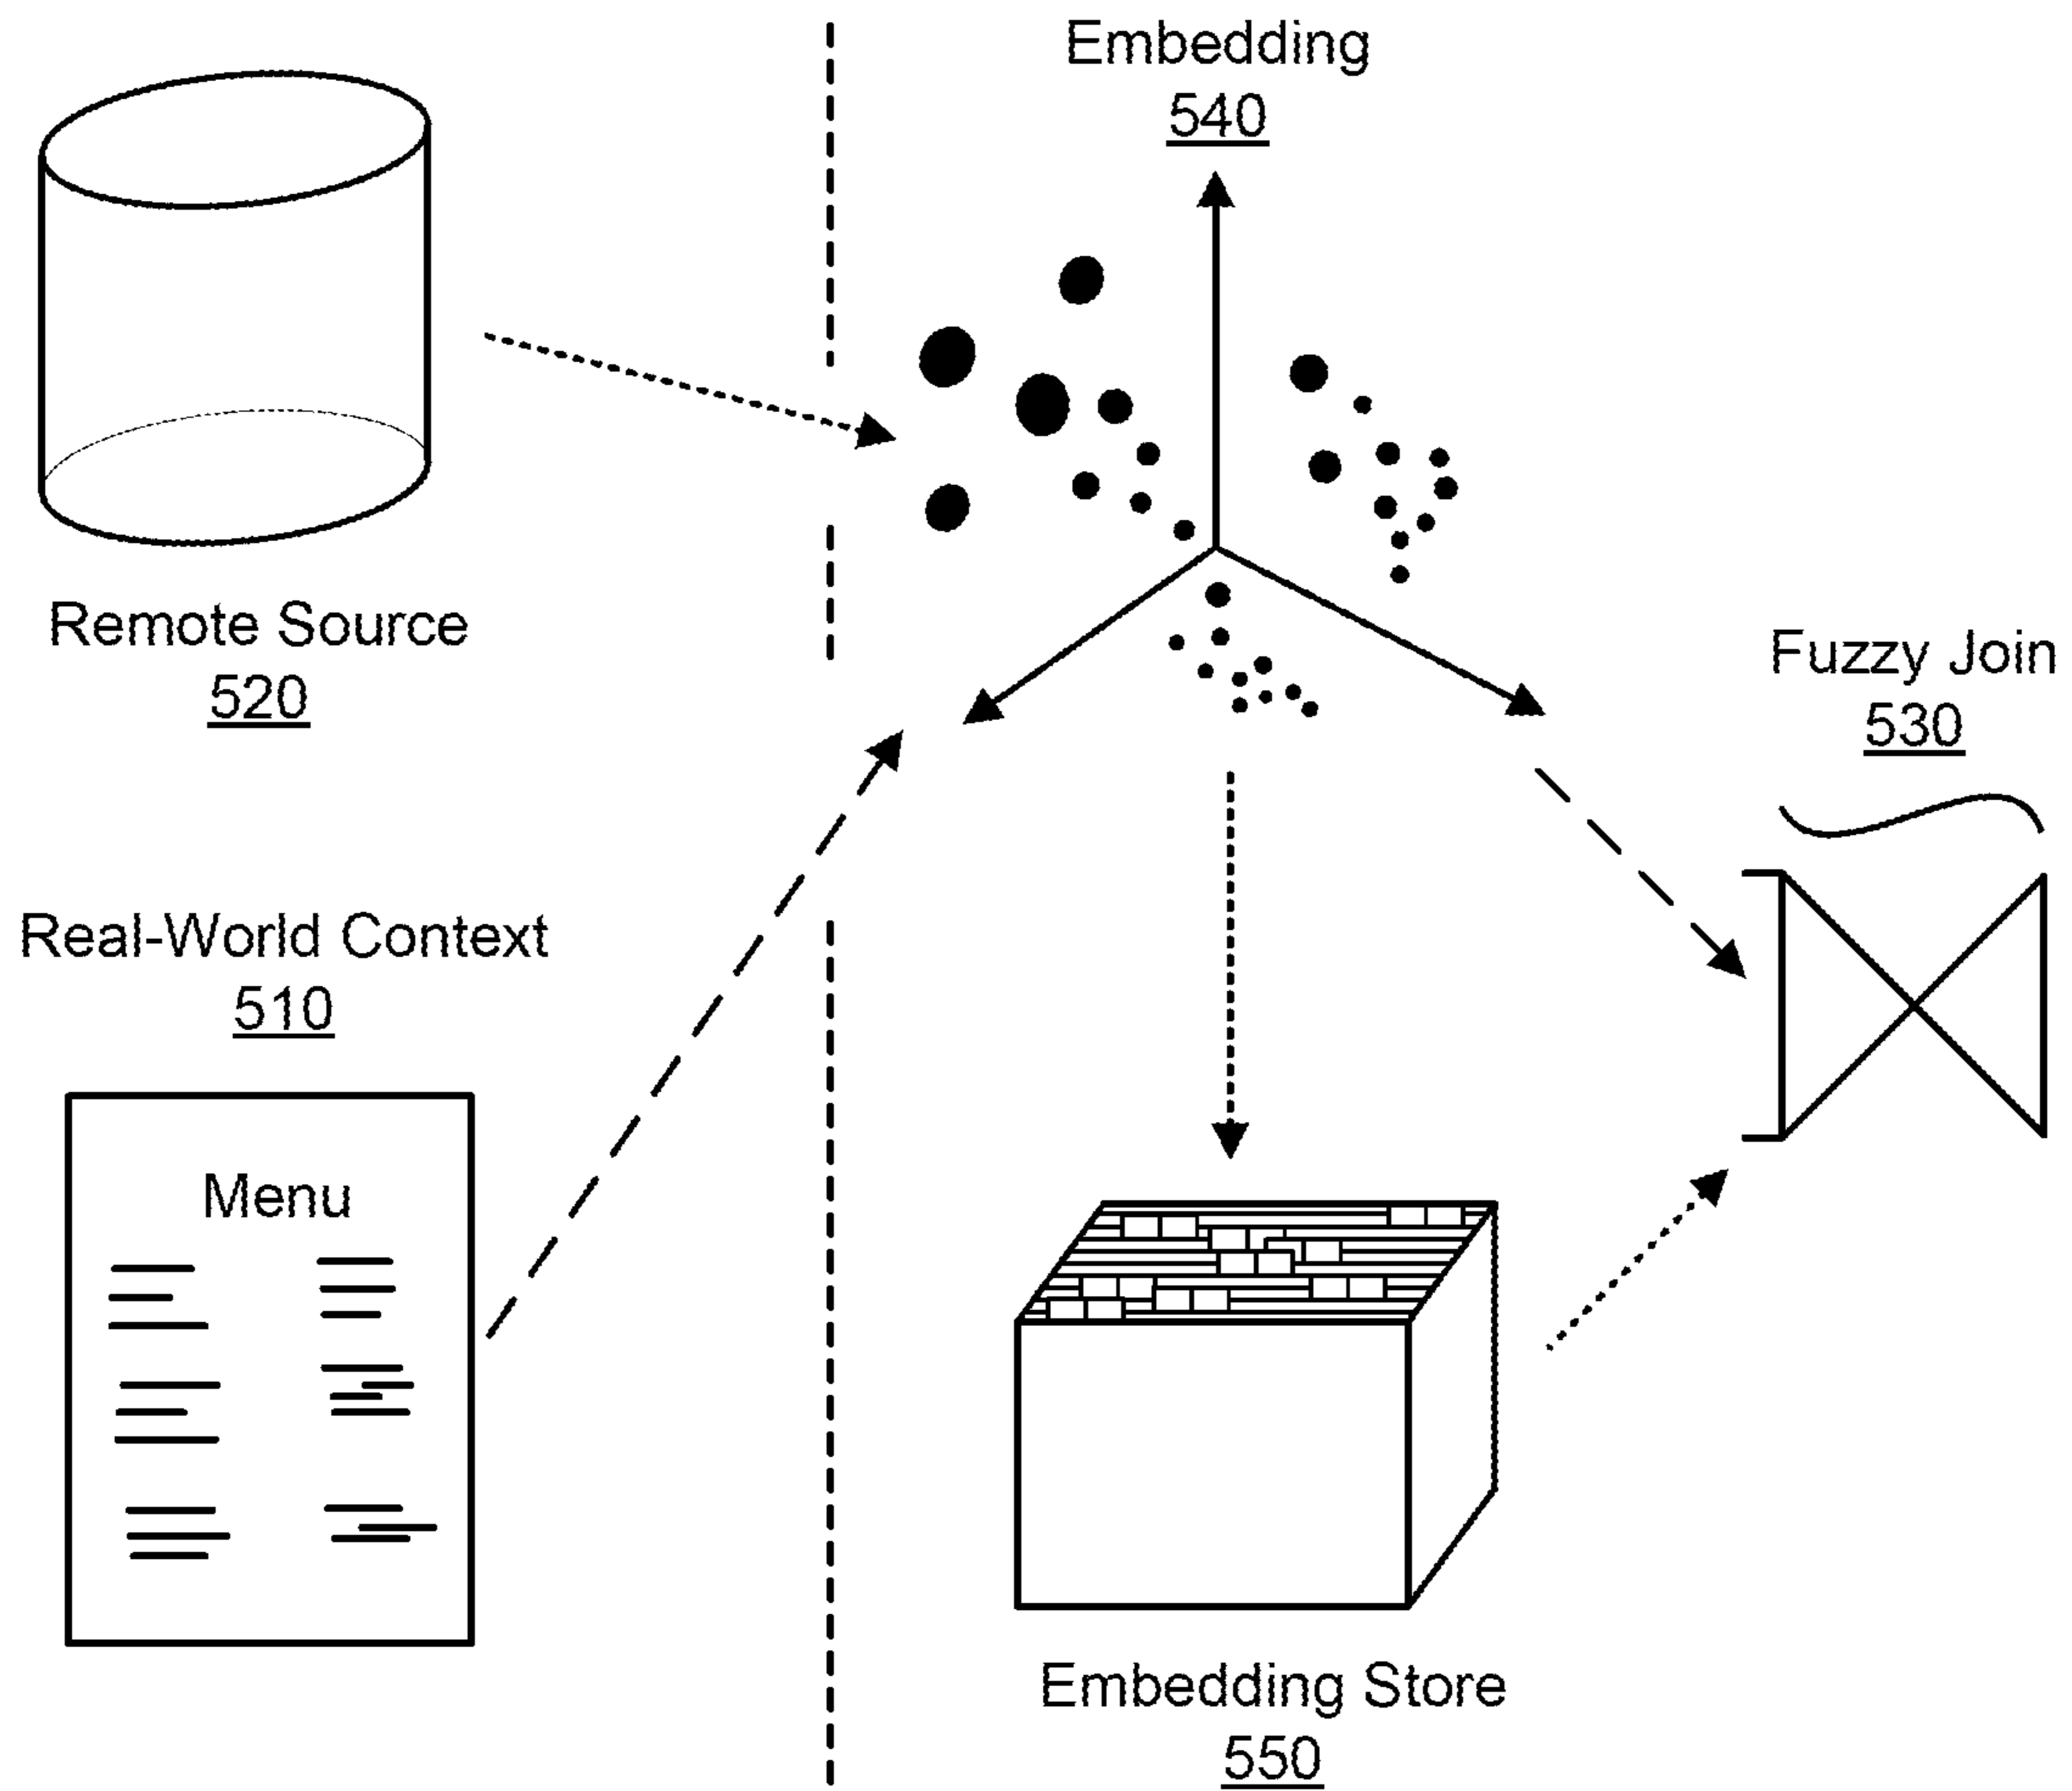 Embedding
540
Remote Source
520
Fuzzy Join
530
Real-World Context
510
Menu
Embedding Store
550